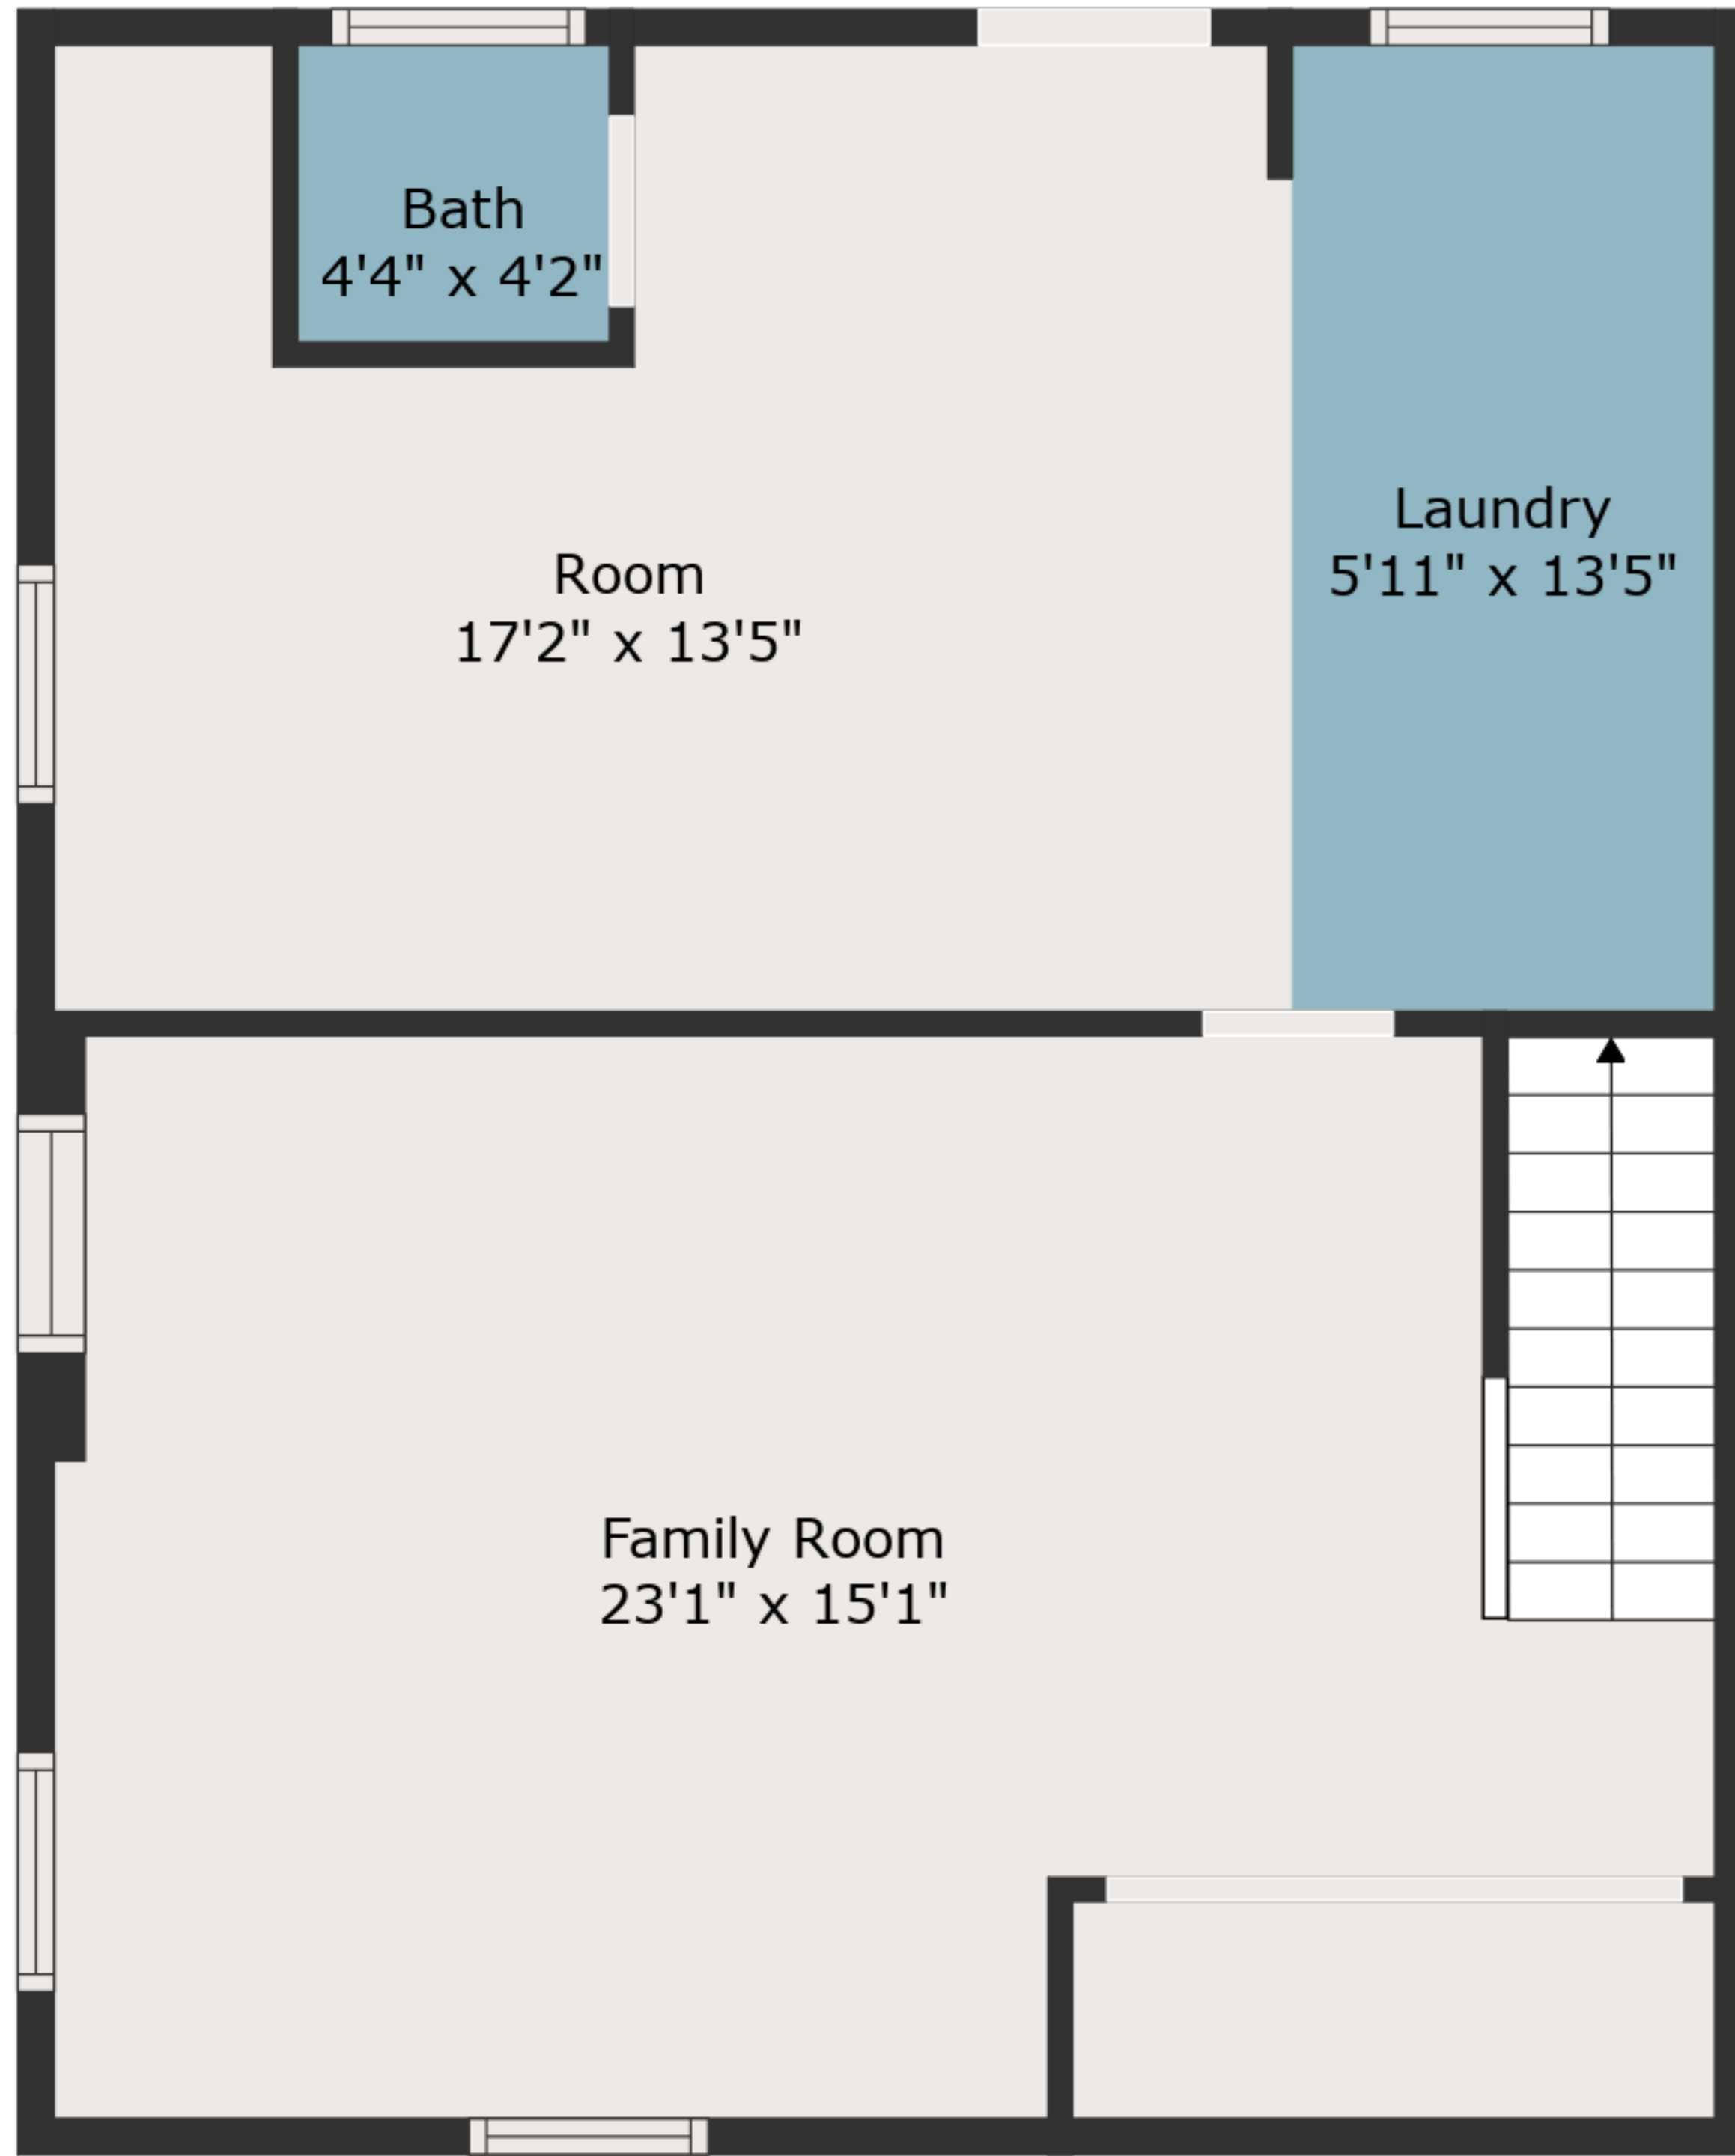 Bath
4'4" x 4'2"
Laundry
5'11" x 13'5"
Room
17'2" x 13'5"
Family Room
23'1" x 15'1"